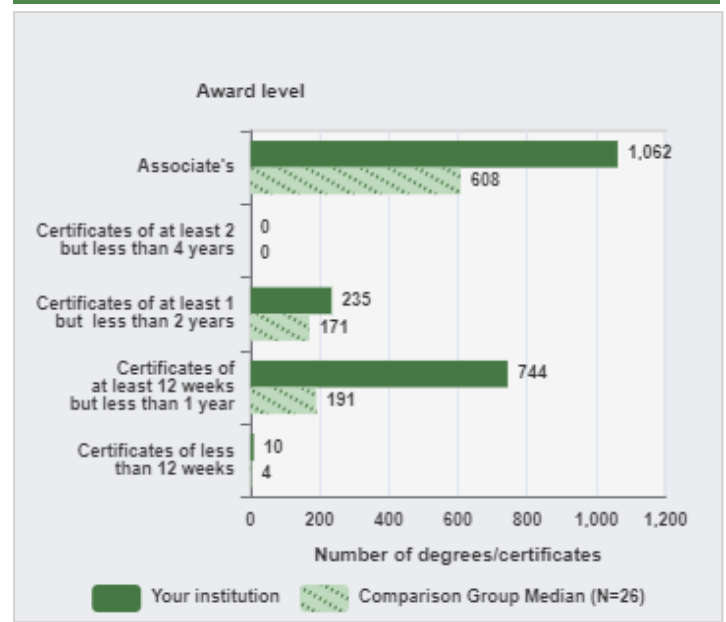 Award level
Associate's
1,062
608
Certificates of at least 2
but less than 4 years
0
0
Certificates of at least 1
but less than 2 years
235
171
Certificates of
at least 12 weeks
but less than 1 year
744
191
Certificates of less
than 12 weeks
10
4
0 200 400 600 800 1,000 1,200
Number of degrees/certificates
Your institution Comparison Group Median (N=26)